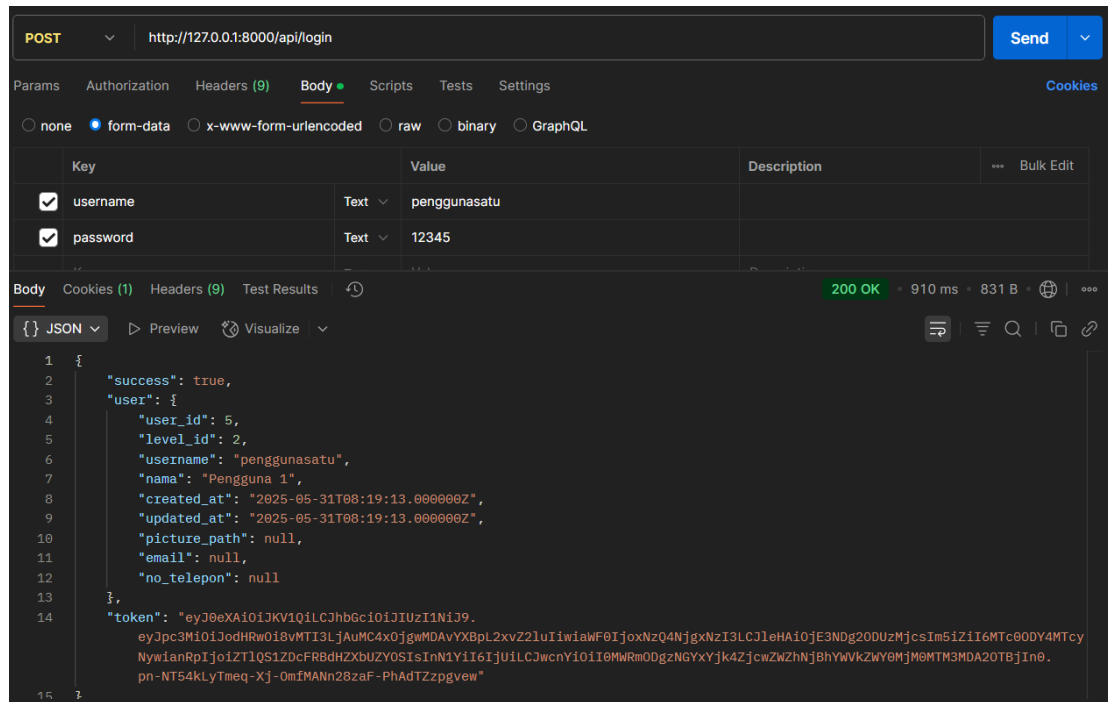 POST http://127.0.0.1:8000/api/login Send
Params Authorization Headers (9) Body Scripts Tests Settings Cookies
none form-data x-www-form-urlencoded raw binary GraphQL
Key Value Description Bulk Edit
username Text penggunasatu
password Text 12345
Body Cookies (1) Headers (9) Test Results 200 OK 910 ms 831 B
{} JSON Preview Visualize
1 {
2 "success": true,
3 "user": {
4 "user_id": 5,
5 "level_id": 2,
6 "username": "penggunasatu",
7 "nama": "Pengguna 1",
8 "created_at": "2025-05-31T08:19:13.000000Z",
9 "updated_at": "2025-05-31T08:19:13.000000Z",
10 "picture_path": null,
11 "email": null,
12 "no_telepon": null
13 },
14 "token": "eyJ0eXAiOiJKV1QiLCJhbGciOiJIUzI1NiJ9.
eyJpc3MiOiJodHRwOi8vMTI3LjAuMC4xOjgwMDAvYXBpL2xvZ2luIiwiaWF0IjoxNzQ4NjgxNzI3LCJleHAiOjE3NDg2ODUzMjcsIm5iZiI6MTc0ODY4MTcy
NywianRpIjoiZTlQS1ZDcFRBdHZXbUZYOSIsInN1YiI6IjUiLCJwcnYiOiI0MWRmODgzNGYxYjk4ZjcwZWZhNjBhYWVkZWY0MjM0MTM3MDA2OTBjIn0.
pn-NT54kLyTmeq-Xj-OmfMANn28zaF-PhAdTZzpgvew"
15 }